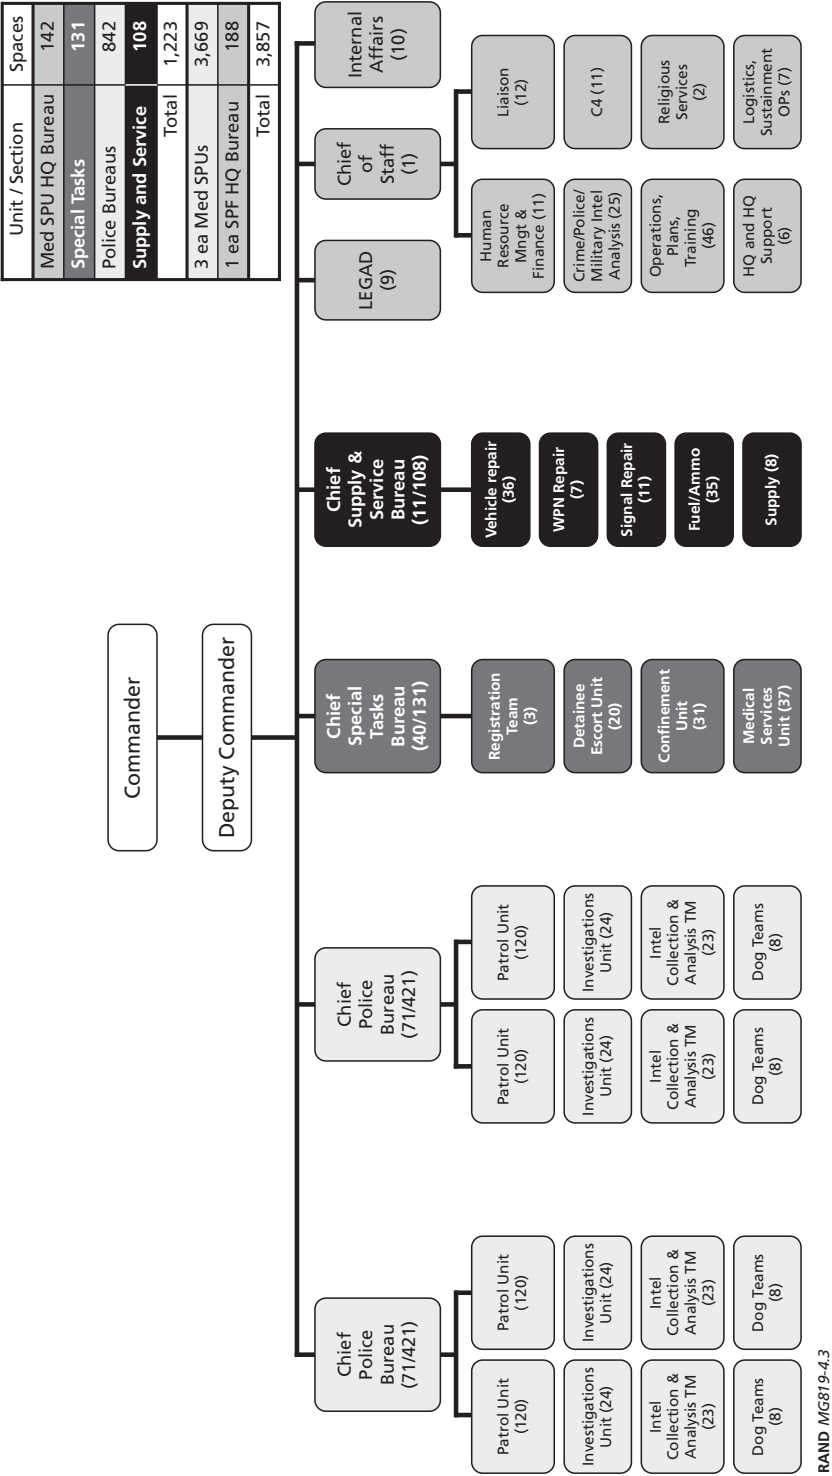 Unit / Section Spaces
Med SPU HQ Bureau 142
Special Tasks 131
Police Bureaus 842
Supply and Service 108
Total 1,223
3 ea Med SPUs 3,669
1 ea SPF HQ Bureau 188
Total 3,857
Commander
Deputy Commander
Chief
Police
Bureau
(71/421)
Chief
Police
Bureau
(71/421)
Chief
Special
Tasks
Bureau
(40/131)
Chief
Supply &
Service
Bureau
(11/108)
LEGAD
(9)
Chief
of
Staff
(1)
Internal
Affairs
(10)
Patrol Unit
(120)
Patrol Unit
(120)
Investigations
Unit (24)
Investigations
Unit (24)
Intel
Collection &
Analysis TM
(23)
Intel
Collection &
Analysis TM
(23)
Dog Teams
(8)
Dog Teams
(8)
Patrol Unit
(120)
Patrol Unit
(120)
Investigations
Unit (24)
Investigations
Unit (24)
Intel
Collection &
Analysis TM
(23)
Intel
Collection &
Analysis TM
(23)
Dog Teams
(8)
Dog Teams
(8)
Registration
Team
(3)
Detainee
Escort Unit
(20)
Confinement
Unit
(31)
Medical
Services
Unit (37)
Vehicle repair
(36)
WPN Repair
(7)
Signal Repair
(11)
Fuel/Ammo
(35)
Supply (8)
Human
Resource
Mngt &
Finance (11)
Liaison
(12)
Crime/Police/
Military Intel
Analysis (25)
C4 (11)
Operations,
Plans,
Training
(46)
Religious
Services
(2)
HQ and HQ
Support
(6)
Logistics,
Sustainment
OPs (7)
RAND MG819-4.3